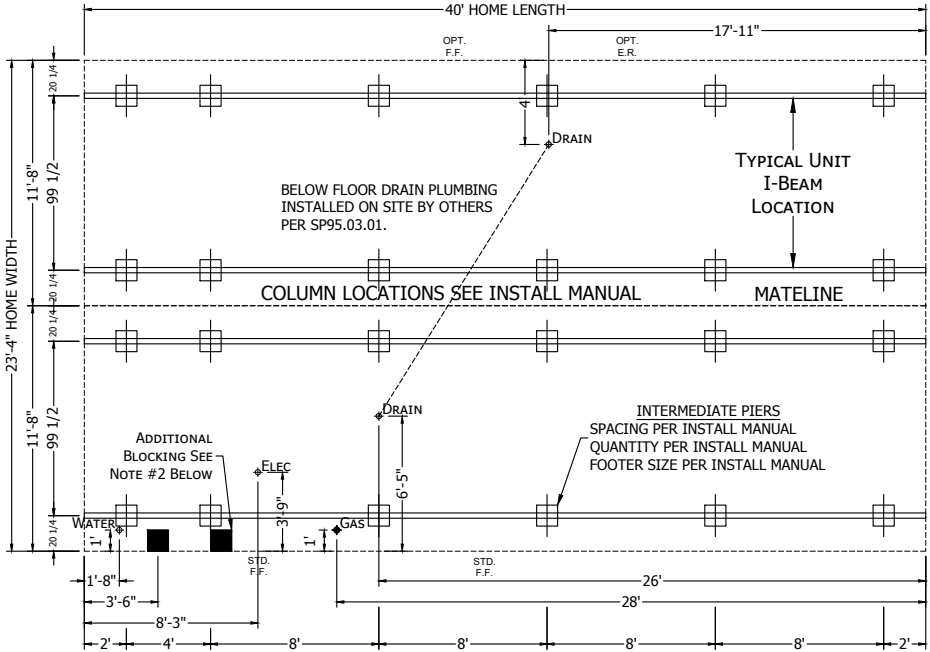 40' HOME LENGTH
17'-11"
OPT.
F.F.
OPT.
E.R.
20 1/4
4'
DRAIN
TYPICAL UNIT
I-BEAM
LOCATION
11'-8"
99 1/2
BELOW FLOOR DRAIN PLUMBING
INSTALLED ON SITE BY OTHERS
PER SP95.03.01.
23'-4" HOME WIDTH
20 1/4
COLUMN LOCATIONS SEE INSTALL MANUAL
MATELINE
20 1/4
11'-8"
99 1/2
DRAIN
INTERMEDIATE PIERS
SPACING PER INSTALL MANUAL
QUANTITY PER INSTALL MANUAL
FOOTER SIZE PER INSTALL MANUAL
ADDITIONAL
BLOCKING SEE
NOTE #2 BELOW
ELEC
6'-5"
3'-9"
WATER
GAS
20 1/4
1'
1'
STD.
F.F.
STD.
F.F.
1'-8"
26'
3'-6"
28'
8'-3"
2'
4'
8'
8'
8'
8'
2'